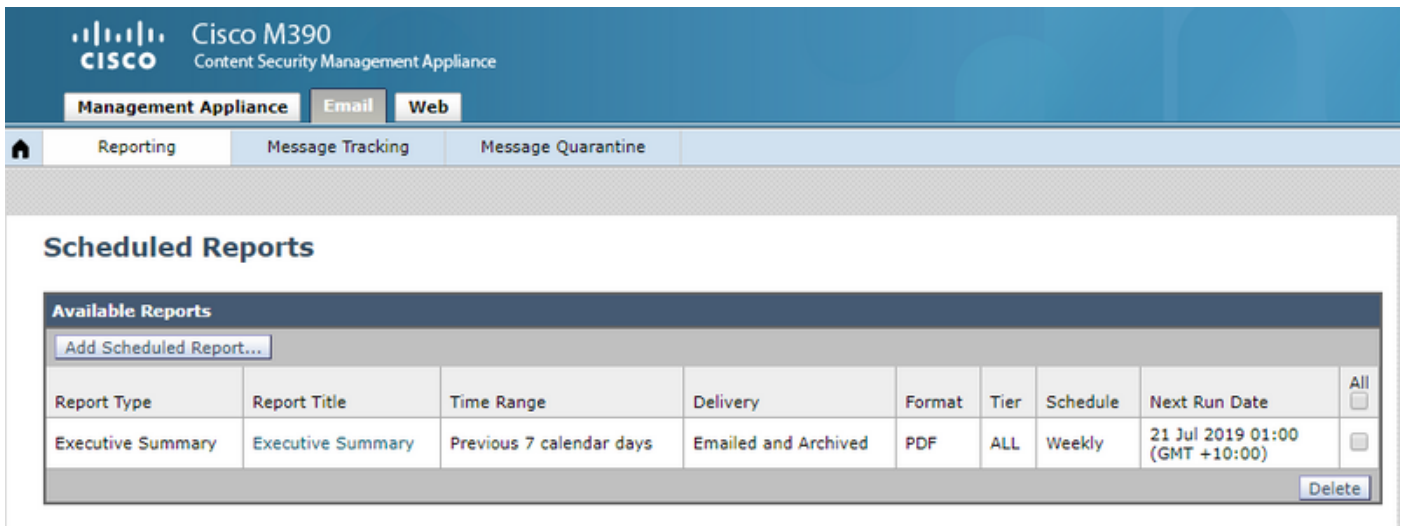 CISCO
Cisco M390
Content Security Management Appliance
Management Appliance Email Web
Reporting Message Tracking Message Quarantine
Scheduled Reports
Available Reports
Add Scheduled Report...
Report Type Report Title Time Range Delivery Format Tier Schedule Next Run Date All
Executive Summary Executive Summary Previous 7 calendar days Emailed and Archived PDF ALL Weekly 21 Jul 2019 01:00
(GMT +10:00)
Delete